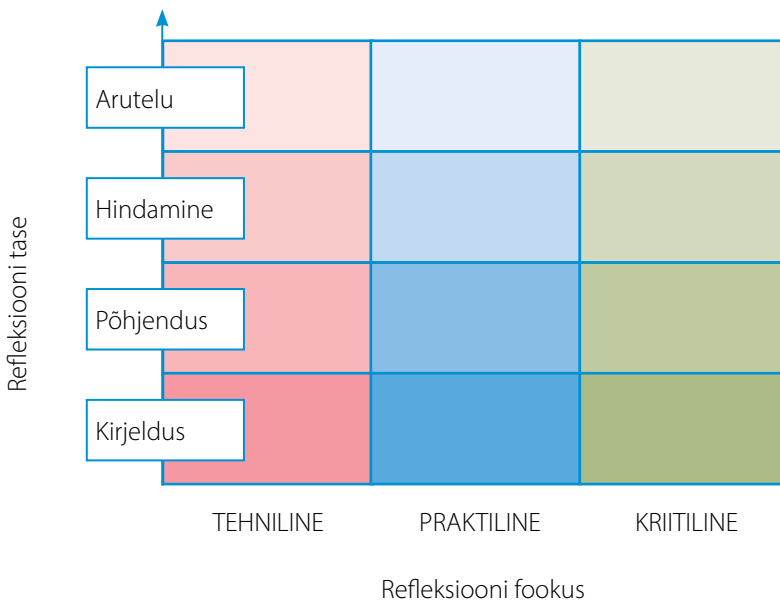 Refleksiooni tase
Arutelu
Hindamine
Põhjendus
Kirjeldus
TEHNILINE
PRAKTILINE
KRIITILINE
Refleksiooni fookus